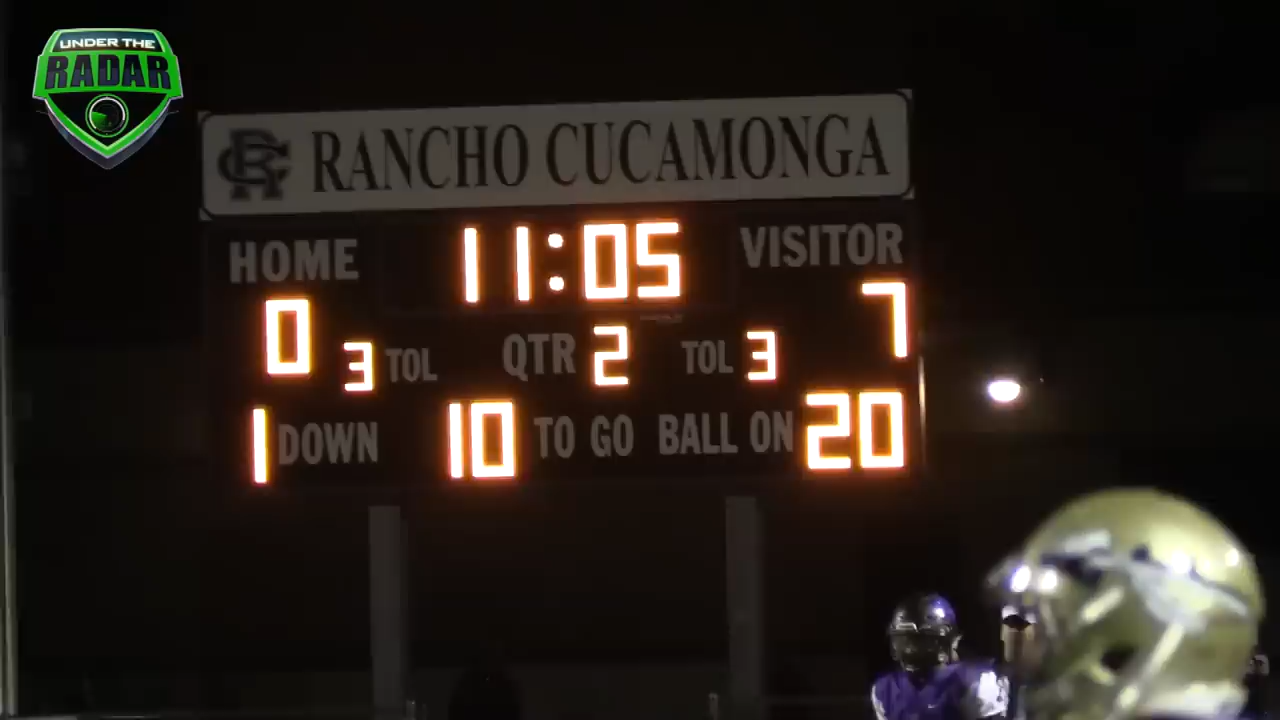 UNDER THE
RADAR
RC RANCHO CUCAMONGA
HOME 11:05 VISITOR
0 3 TOL QTR 2 TOL 3 7
1 DOWN 10 TO GO BALL ON 20